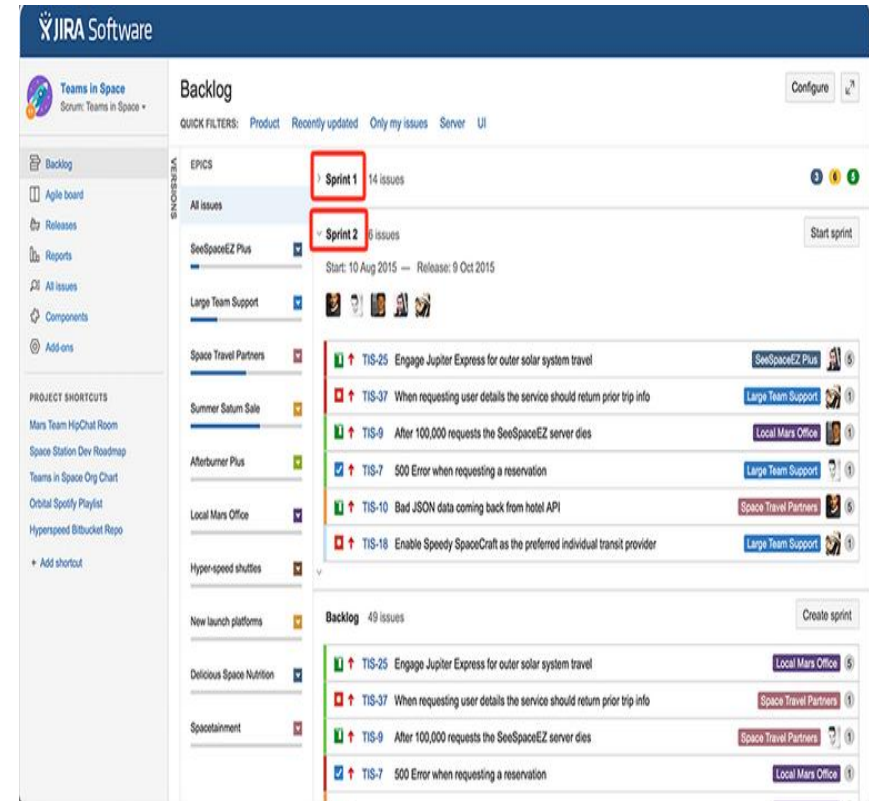 JIRA Software
Teams in Space
Scrum: Teams in Space
Backlog
Agile board
Releases
Reports
All issues
Components
Add-ons
PROJECT SHORTCUTS
Mars Team HipChat Room
Space Station Dev Roadmap
Teams in Space Org Chart
Orbital Spotify Playlist
Hyperspeed Bitbucket Repo
+ Add shortcut
Backlog
Configure
QUICK FILTERS: Product Recently updated Only my issues Server UI
VERSIONS
EPICS
All issues
SeeSpaceEZ Plus
Large Team Support
Space Travel Partners
Summer Saturn Sale
Afterburner Plus
Local Mars Office
Hyper-speed shuttles
New launch platforms
Delicious Space Nutrition
Spacetainment
Sprint 1 14 issues 3 6 5
Sprint 2 6 issues Start sprint
Start: 10 Aug 2015 — Release: 9 Oct 2015
TIS-25 Engage Jupiter Express for outer solar system travel SeeSpaceEZ Plus 5
TIS-37 When requesting user details the service should return prior trip info Large Team Support 1
TIS-9 After 100,000 requests the SeeSpaceEZ server dies Local Mars Office 1
TIS-7 500 Error when requesting a reservation Large Team Support 1
TIS-10 Bad JSON data coming back from hotel API Space Travel Partners 5
TIS-18 Enable Speedy SpaceCraft as the preferred individual transit provider Large Team Support 1
Backlog 49 issues Create sprint
TIS-25 Engage Jupiter Express for outer solar system travel Local Mars Office 5
TIS-37 When requesting user details the service should return prior trip info Space Travel Partners 1
TIS-9 After 100,000 requests the SeeSpaceEZ server dies Space Travel Partners 1
TIS-7 500 Error when requesting a reservation Local Mars Office 1